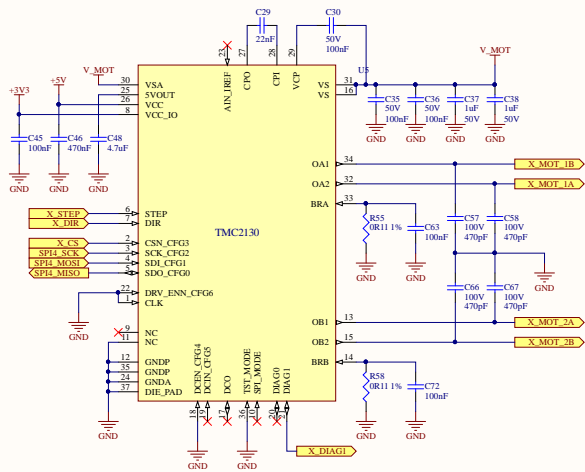 C29
22nF
C30
50V
100nF
23
27
28
29
AIN_IREF
CPO
CPI
VCP
U5
V_MOT
+5V
+3V3
V_MOT
30
25
26
8
VSA
5VOUT
VCC
VCC_IO
VS
VS
31
16
C45
100nF
C46
470nF
C48
4.7uF
GND
GND
GND
C35
50V
100nF
C36
50V
100nF
C37
1uF
50V
C38
1uF
50V
GND
GND
GND
GND
OA1
34
X_MOT_1B
OA2
32
X_MOT_1A
BRA
33
R55
0R11 1%
C63
100nF
GND
GND
C57
100V
470pF
C58
100V
470pF
GND
C66
100V
470pF
C67
100V
470pF
X_STEP
6
STEP
X_DIR
7
DIR
TMC2130
X_CS
2
CSN_CFG3
SPI4_SCK
3
SCK_CFG2
SPI4_MOSI
4
SDI_CFG1
SPI4_MISO
5
SDO_CFG0
22
DRV_ENN_CFG6
1
CLK
GND
OB1
13
X_MOT_2A
OB2
15
X_MOT_2B
9
NC
11
NC
12
GNDP
35
GNDP
24
GNDA
37
DIE_PAD
GND
BRB
14
R58
0R11 1%
C72
100nF
GND
GND
DCEN_CFG4
DCIN_CFG5
DCO
TST_MODE
SPI_MODE
DIAG0
DIAG1
18
19
17
36
10
20
21
GND
GND
X_DIAG1